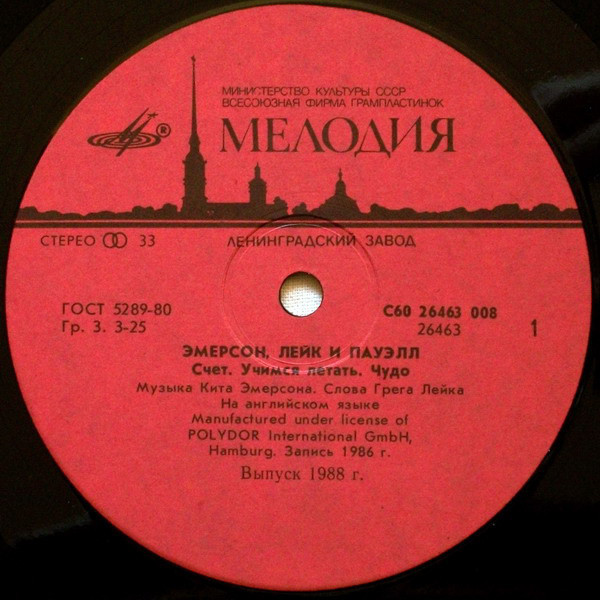 МИНИСТЕРСТВО КУЛЬТУРЫ СССР
ВСЕСОЮЗНАЯ ФИРМА ГРАМПЛАСТИНОК
® МЕЛОДИЯ
СТЕРЕО 33 ЛЕНИНГРАДСКИЙ ЗАВОД
ГОСТ 5289-80 С60 26463 008
Гр. 3. 3-25 26463 1
ЭМЕРСОН, ЛЕЙК И ПАУЭЛЛ
Счет. Учимся летать. Чудо
Музыка Кита Эмерсона. Слова Грега Лейка
На английском языке
Manufactured under license of
POLYDOR International GmbH,
Hamburg. Запись 1986 г.
Выпуск 1988 г.